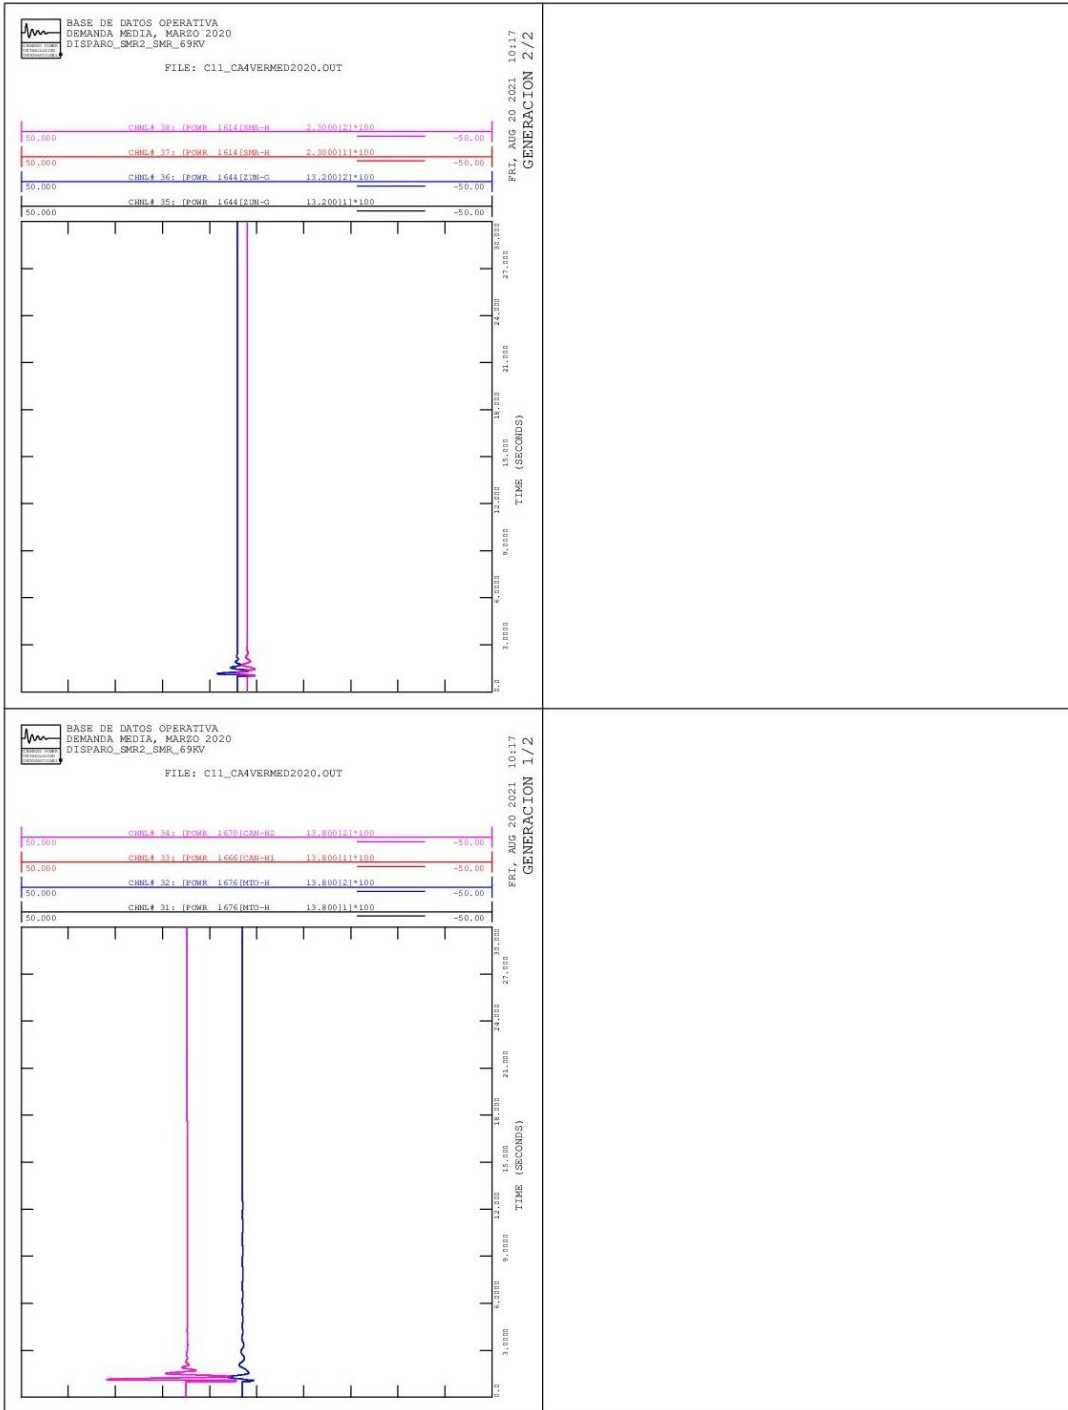 BASE DE DATOS OPERATIVA
DEMANDA MEDIA, MARZO 2020
DISPARO_SMR2_SMR_69KV
FILE: C11_CA4VERMED2020.OUT
FRI, AUG 20 2021 10:17
GENERACION 2/2
CHNL# 38: [POWR 1614[SMA-H 2.3000]2]*100
50.000 -50.00
CHNL# 37: [POWR 1614[SMA-H 2.3000]1]*100
50.000 -50.00
CHNL# 36: [POWR 1644[ZUN-G 13.200]2]*100
50.000 -50.00
CHNL# 35: [POWR 1644[ZUN-G 13.200]1]*100
50.000 -50.00
30.000
27.000
24.000
21.000
18.000
15.000
12.000
9.0000
6.0000
3.0000
0.0
TIME (SECONDS)
BASE DE DATOS OPERATIVA
DEMANDA MEDIA, MARZO 2020
DISPARO_SMR2_SMR_69KV
FILE: C11_CA4VERMED2020.OUT
FRI, AUG 20 2021 10:17
GENERACION 1/2
CHNL# 34: [POWR 1670[CAN-H2 13.800]2]*100
50.000 -50.00
CHNL# 33: [POWR 1666[CAN-H1 13.800]1]*100
50.000 -50.00
CHNL# 32: [POWR 1676[MTO-H 13.800]2]*100
50.000 -50.00
CHNL# 31: [POWR 1676[MTO-H 13.800]1]*100
50.000 -50.00
30.000
27.000
24.000
21.000
18.000
15.000
12.000
9.0000
6.0000
3.0000
0.0
TIME (SECONDS)